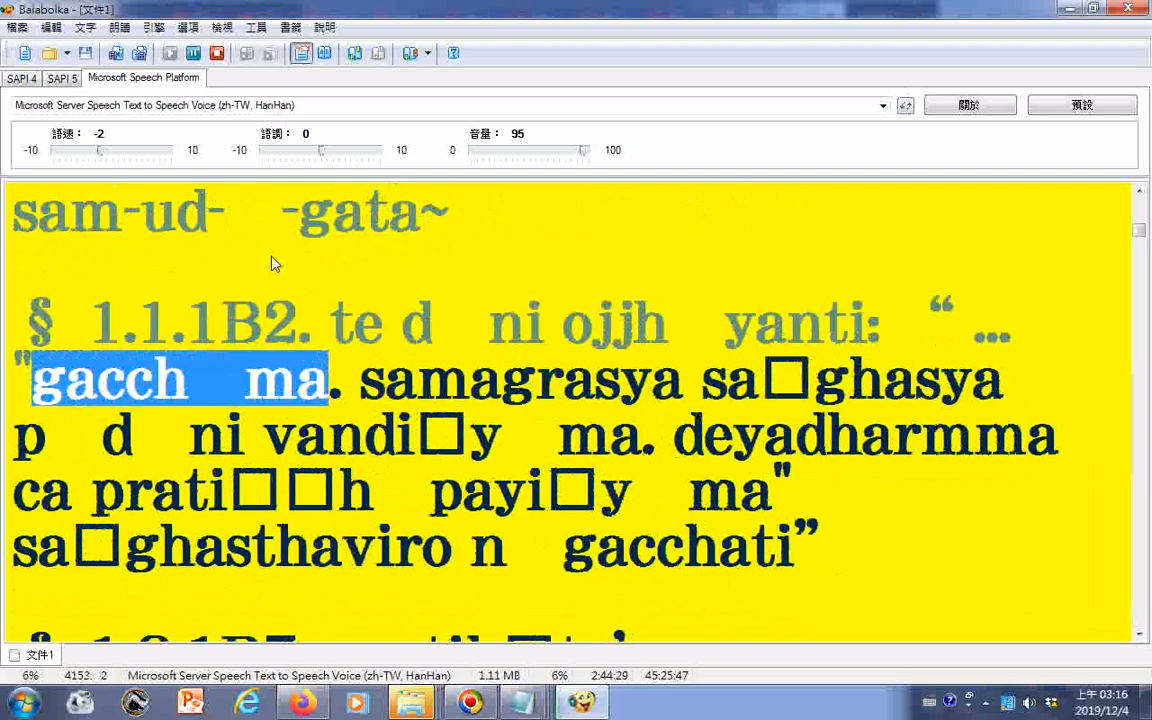 Balabolka - [文件1]
檔案 編輯 文字 朗讀 引擎 選項 檢視 工具 書籤 說明
SAPI 4 SAPI 5 Microsoft Speech Platform
Microsoft Server Speech Text to Speech Voice (zh-TW, HanHan) 關於 預設
語速： -2 語調： 0 音量： 95
-10 10 -10 10 0 100
sam-ud- -gata~
§ 1.1.1B2. te d ni ojjh yanti: “ ...
"gacch ma. samagrasya sa□ghasya
p d ni vandi□y ma. deyadharmma
ca prati□□h payi□y ma"
sa□ghasthaviro n gacchati”
文件1
6% 4153: 2 Microsoft Server Speech Text to Speech Voice (zh-TW, HanHan) 1.11 MB 6% 2:44:29 45:25:47
上午 03:16
2019/12/4